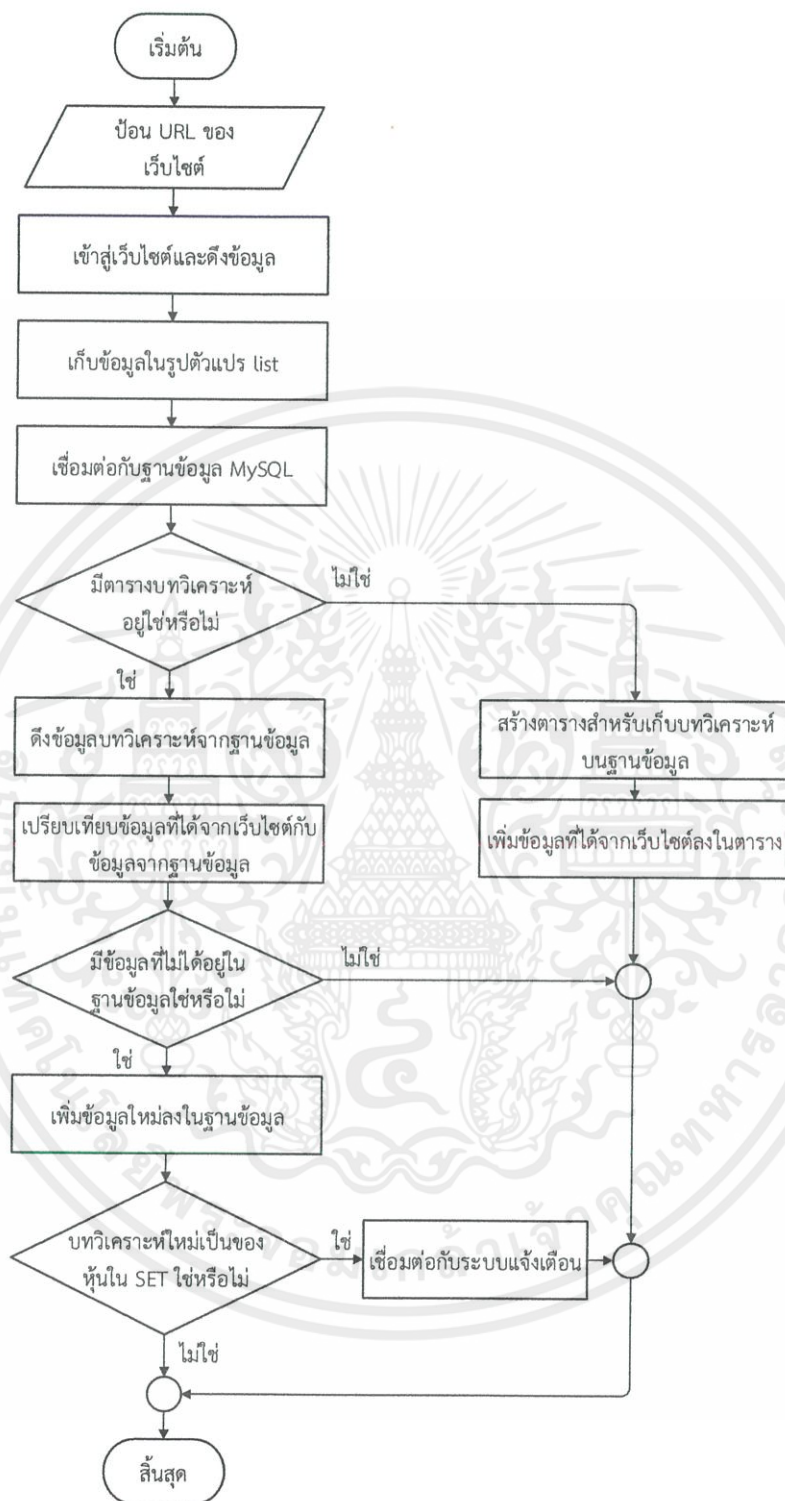 เริ่มต้น
ป้อน URL ของ
เว็บไซต์
เข้าสู่เว็บไซต์และดึงข้อมูล
เก็บข้อมูลในรูปตัวแปร list
เชื่อมต่อกับฐานข้อมูล MySQL
มีตารางบทวิเคราะห์
อยู่ใช่หรือไม่
ไม่ใช่
ใช่
ดึงข้อมูลบทวิเคราะห์จากฐานข้อมูล
สร้างตารางสำหรับเก็บบทวิเคราะห์
บนฐานข้อมูล
เปรียบเทียบข้อมูลที่ได้จากเว็บไซต์กับ
ข้อมูลจากฐานข้อมูล
เพิ่มข้อมูลที่ได้จากเว็บไซต์ลงในตาราง
มีข้อมูลที่ไม่ได้อยู่ใน
ฐานข้อมูลใช่หรือไม่
ไม่ใช่
ใช่
เพิ่มข้อมูลใหม่ลงในฐานข้อมูล
บทวิเคราะห์ใหม่เป็นของ
หุ้นใน SET ใช่หรือไม่
ใช่
เชื่อมต่อกับระบบแจ้งเตือน
ไม่ใช่
สิ้นสุด